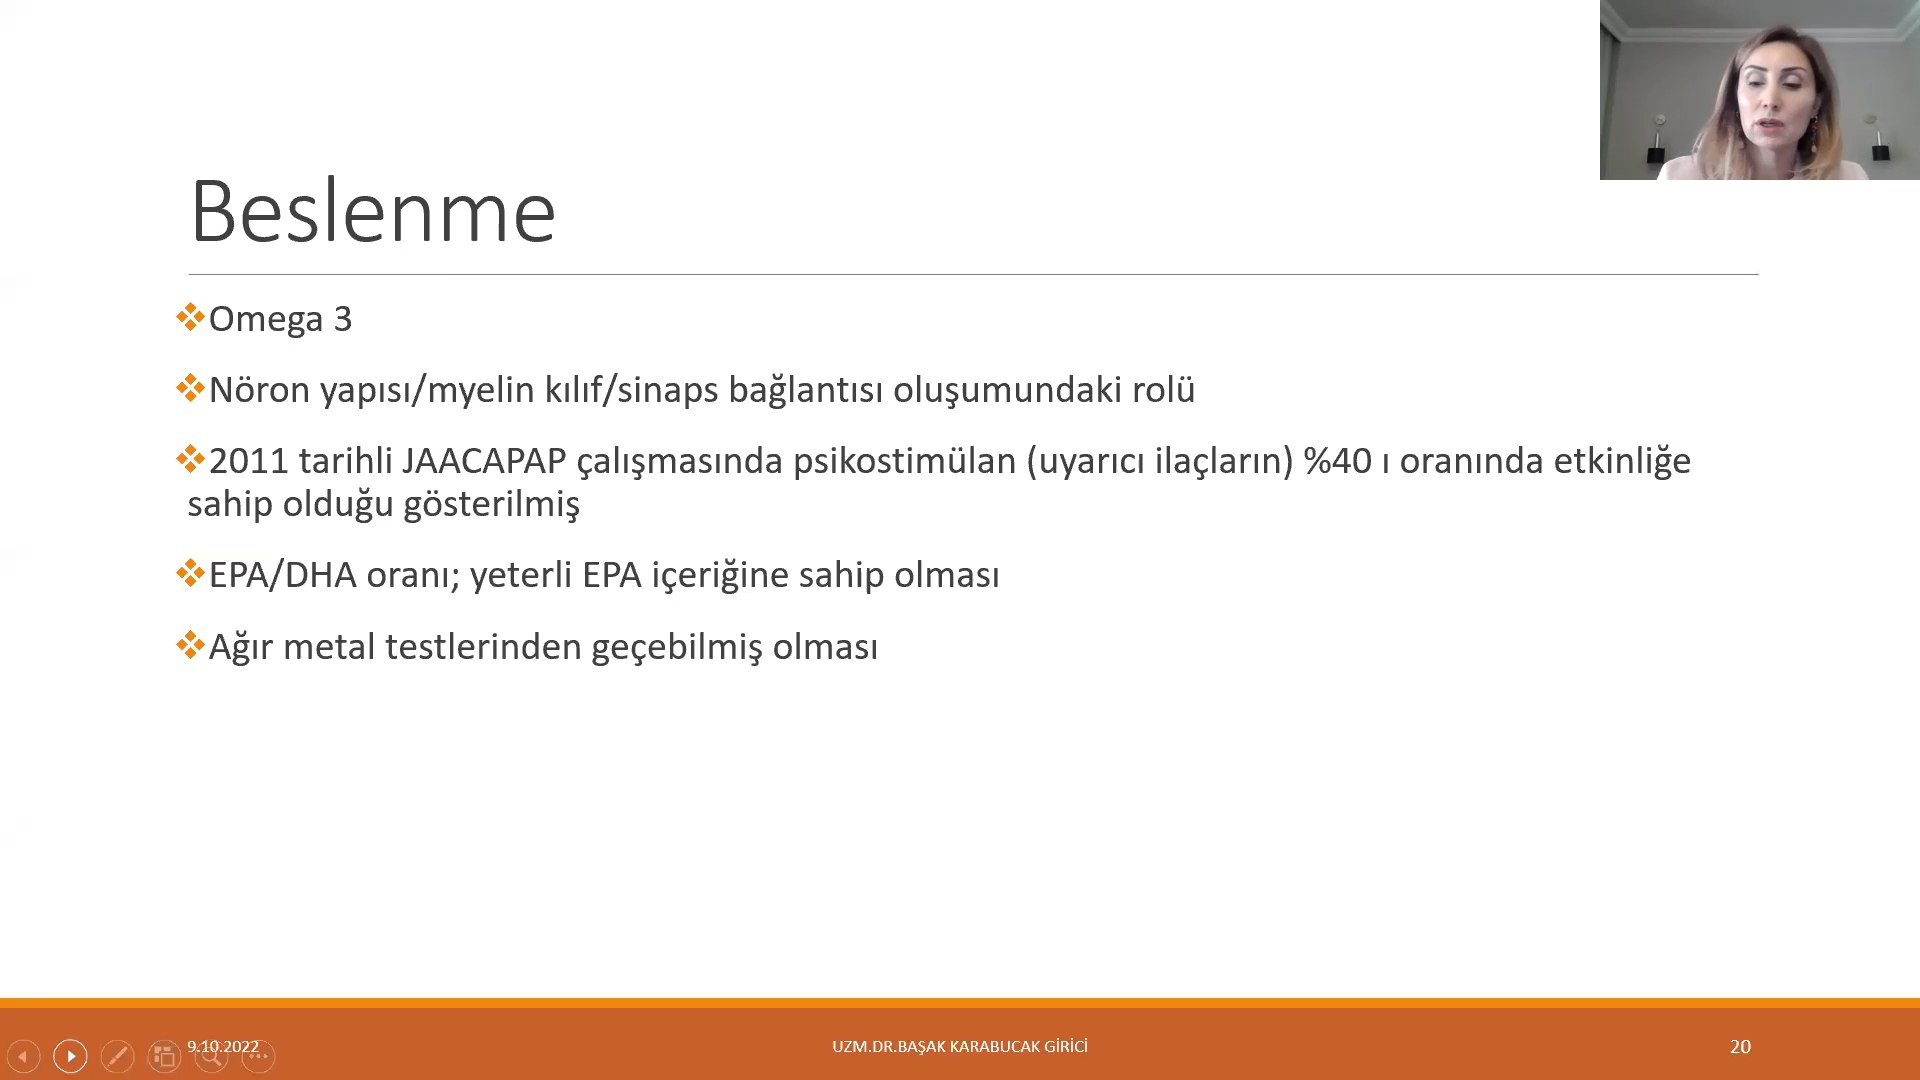 Beslenme
Omega 3
Nöron yapısı/myelin kılıf/sinaps bağlantısı oluşumundaki rolü
2011 tarihli JAACAPAP çalışmasında psikostimülan (uyarıcı ilaçların) %40 ı oranında etkinliğe
sahip olduğu gösterilmiş
EPA/DHA oranı; yeterli EPA içeriğine sahip olması
Ağır metal testlerinden geçebilmiş olması
9.10.2022
UZM.DR.BAŞAK KARABUCAK GİRİCİ
20